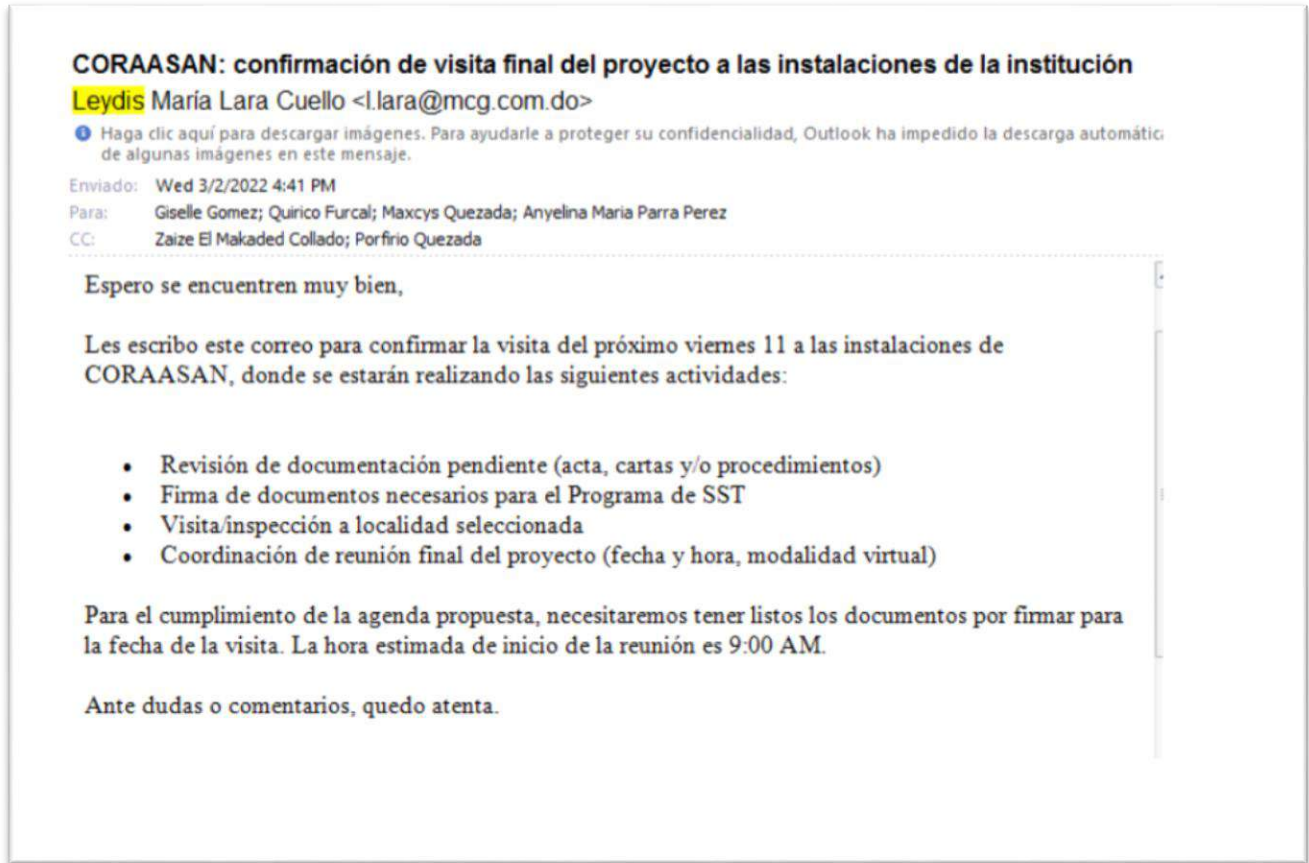 CORAASAN: confirmación de visita final del proyecto a las instalaciones de la institución
Leydis María Lara Cuello <l.lara@mcg.com.do>
Haga clic aquí para descargar imágenes. Para ayudarle a proteger su confidencialidad, Outlook ha impedido la descarga automátic
de algunas imágenes en este mensaje.
Enviado: Wed 3/2/2022 4:41 PM
Para: Giselle Gomez; Quirico Furcal; Maxcys Quezada; Anyelina Maria Parra Perez
CC: Zaize El Makaded Collado; Porfirio Quezada
Espero se encuentren muy bien,
Les escribo este correo para confirmar la visita del próximo viernes 11 a las instalaciones de
CORAASAN, donde se estarán realizando las siguientes actividades:
• Revisión de documentación pendiente (acta, cartas y/o procedimientos)
• Firma de documentos necesarios para el Programa de SST
• Visita/inspección a localidad seleccionada
• Coordinación de reunión final del proyecto (fecha y hora, modalidad virtual)
Para el cumplimiento de la agenda propuesta, necesitaremos tener listos los documentos por firmar para
la fecha de la visita. La hora estimada de inicio de la reunión es 9:00 AM.
Ante dudas o comentarios, quedo atenta.